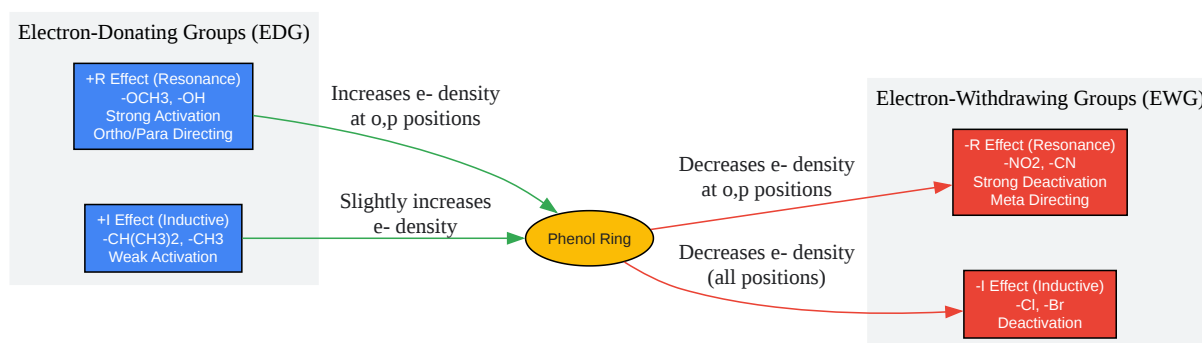 Electron-Donating Groups (EDG)
+R Effect (Resonance)
-OCH3, -OH
Strong Activation
Ortho/Para Directing
+I Effect (Inductive)
-CH(CH3)2, -CH3
Weak Activation
Increases e- density
at o,p positions
Slightly increases
e- density
Phenol Ring
Decreases e- density
at o,p positions
Decreases e- density
(all positions)
Electron-Withdrawing Groups (EWG)
-R Effect (Resonance)
-NO2, -CN
Strong Deactivation
Meta Directing
-I Effect (Inductive)
-Cl, -Br
Deactivation